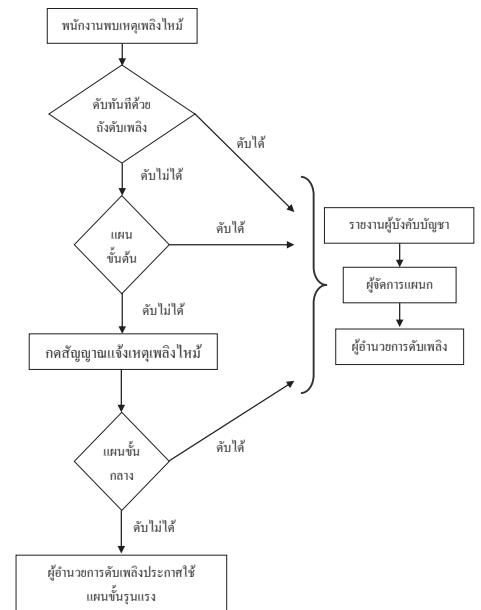 พนักงานพบเหตุเพลิงไหม้
ดับทันทีด้วย
ถังดับเพลิง
ดับได้
ดับไม่ได้
แผน
ขั้นต้น
ดับได้
รายงานผู้บังคับบัญชา
ผู้จัดการแผนก
ผู้อำนวยการดับเพลิง
ดับไม่ได้
กดสัญญาณแจ้งเหตุเพลิงไหม้
แผนขั้น
กลาง
ดับได้
ดับไม่ได้
ผู้อำนวยการดับเพลิงประกาศใช้
แผนขั้นรุนแรง